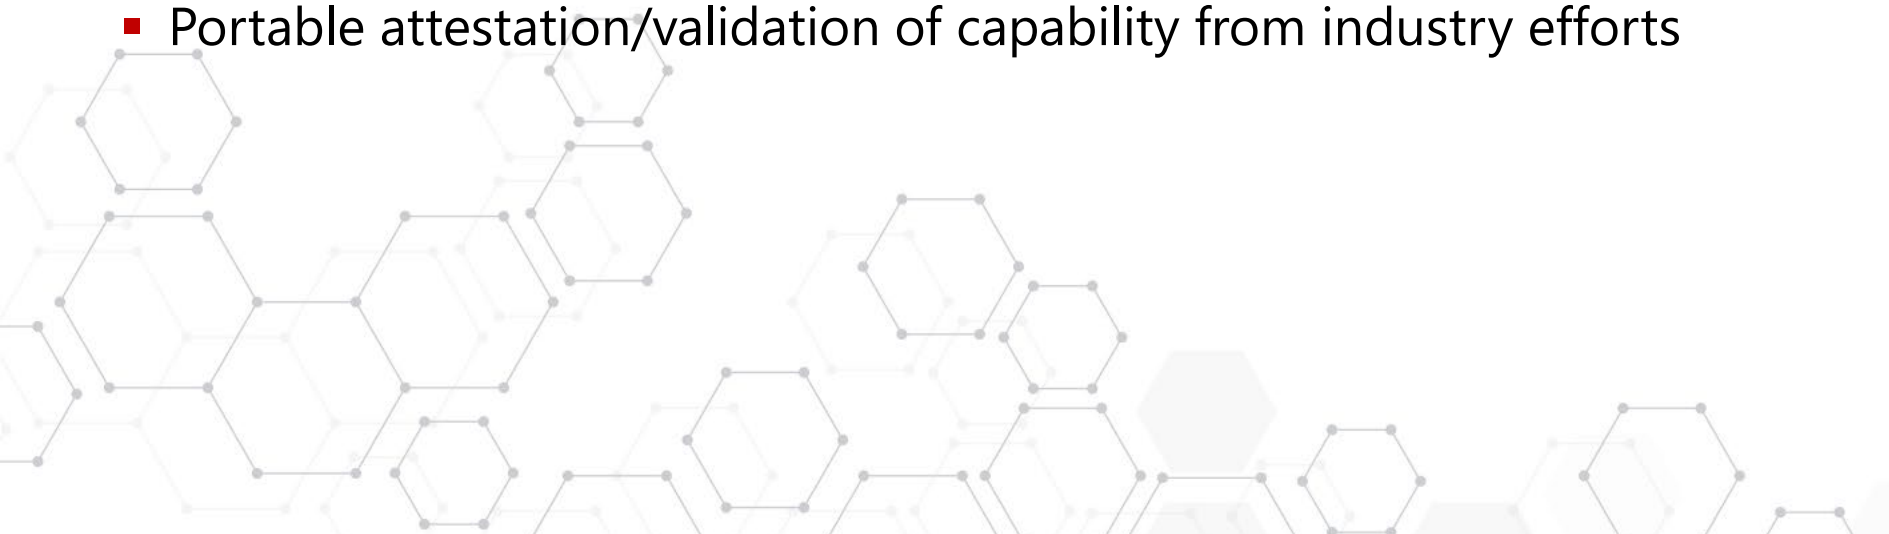 ▪ Portable attestation/validation of capability from industry efforts